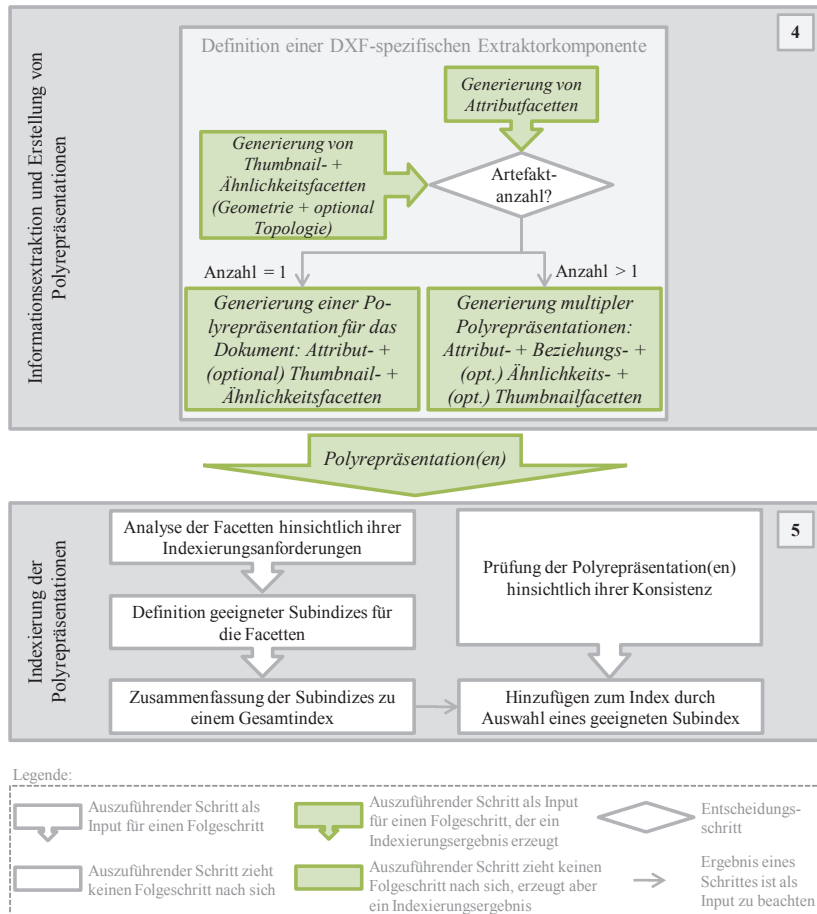 Informationsextraktion und Erstellung von
Polyrepräsentationen
4
Definition einer DXF-spezifischen Extraktorkomponente
Generierung von
Attributfacetten
Generierung von
Thumbnail- +
Ähnlichkeitsfacetten
(Geometrie + optional
Topologie)
Artefakt-
anzahl?
Anzahl = 1
Anzahl > 1
Generierung einer Po-
lyrepräsentation für das
Dokument: Attribut- +
(optional) Thumbnail- +
Ähnlichkeitsfacetten
Generierung multipler
Polyrepräsentationen:
Attribut- + Beziehungs- +
(opt.) Ähnlichkeits- +
(opt.) Thumbnailfacetten
Polyrepräsentation(en)
Indexierung der
Polyrepräsentationen
5
Analyse der Facetten hinsichtlich ihrer
Indexierungsanforderungen
Definition geeigneter Subindizes für
die Facetten
Zusammenfassung der Subindizes zu
einem Gesamtindex
Prüfung der Polyrepräsentation(en)
hinsichtlich ihrer Konsistenz
Hinzufügen zum Index durch
Auswahl eines geeigneten Subindex
Legende:
Auszuführender Schritt als
Input für einen Folgeschritt
Auszuführender Schritt als Input
für einen Folgeschritt, der ein
Indexierungsergebnis erzeugt
Entscheidungs-
schritt
Auszuführender Schritt zieht
keinen Folgeschritt nach sich
Auszuführender Schritt zieht keinen
Folgeschritt nach sich, erzeugt aber
ein Indexierungsergebnis
Ergebnis eines
Schrittes ist als
Input zu beachten